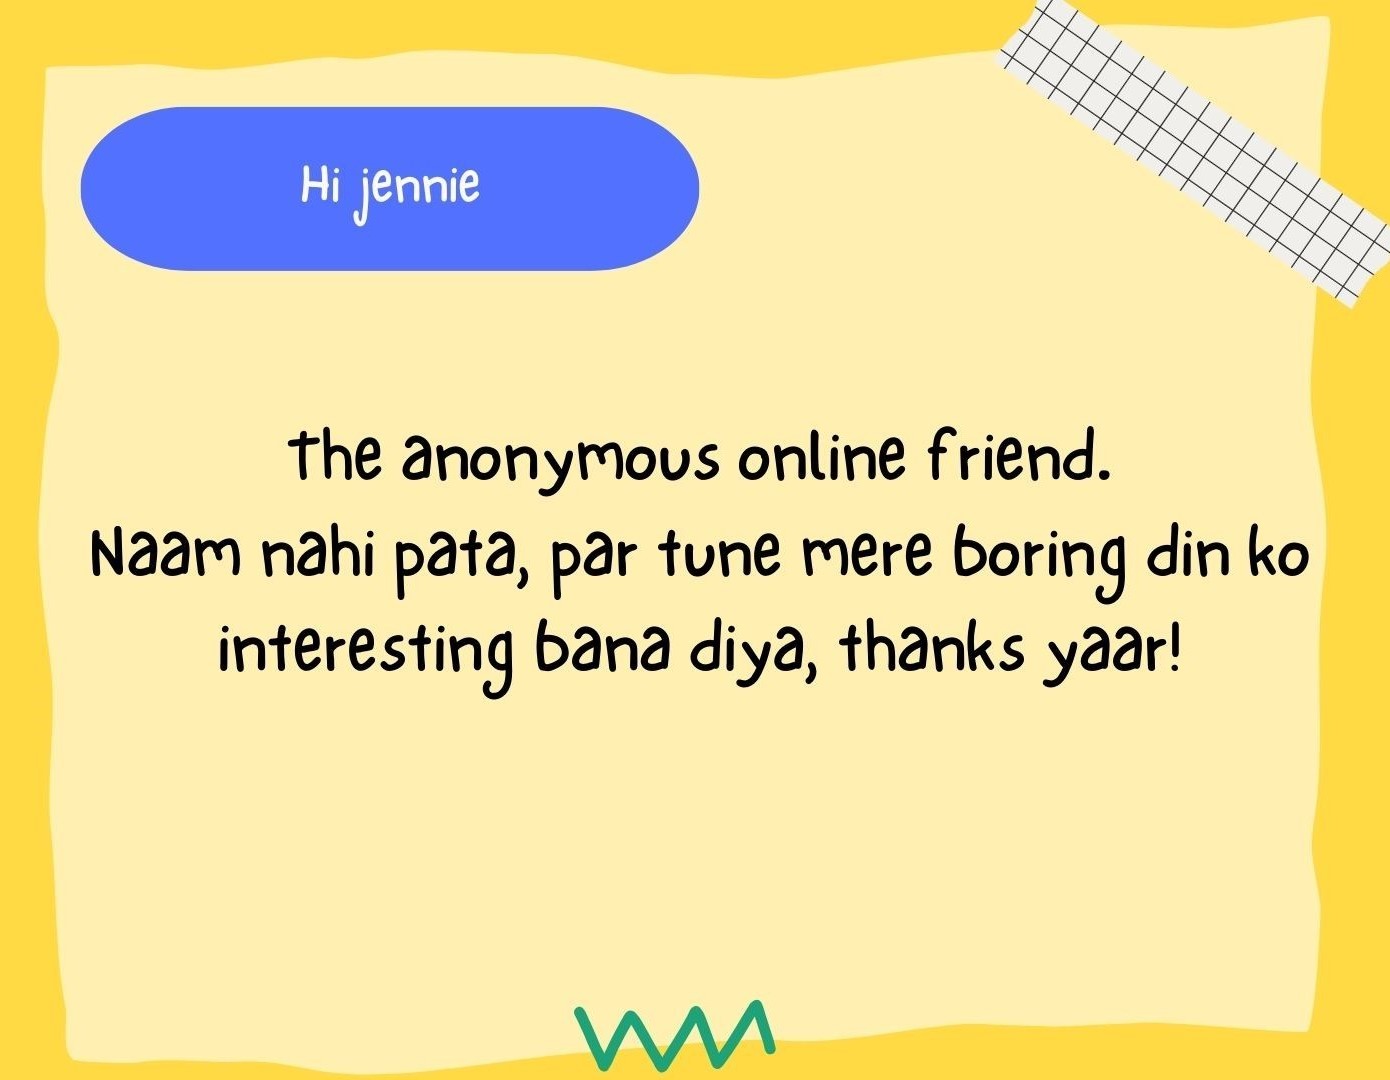 Hi jennie
The anonymous online friend.
Naam nahi pata, par tune mere boring din ko
interesting bana diya, thanks yaar!